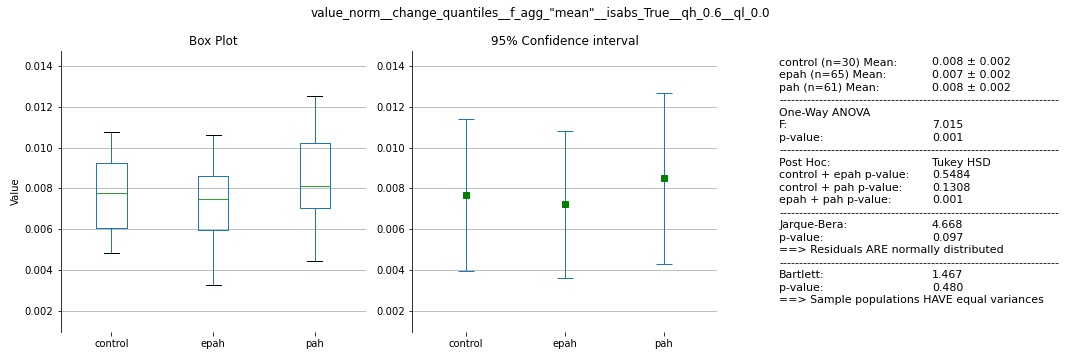 value_norm__change_quantiles__f_agg_"mean"__isabs_True__qh_0.6__ql_0.0
Box Plot
Value
0.014
0.012
0.010
0.008
0.006
0.004
0.002
control epah pah
95% Confidence interval
0.014
0.012
0.010
0.008
0.006
0.004
0.002
control epah pah
control (n=30) Mean: 0.008 ± 0.002
epah (n=65) Mean: 0.007 ± 0.002
pah (n=61) Mean: 0.008 ± 0.002
One-Way ANOVA
F: 7.015
p-value: 0.001
Post Hoc: Tukey HSD
control + epah p-value: 0.5484
control + pah p-value: 0.1308
epah + pah p-value: 0.001
Jarque-Bera: 4.668
p-value: 0.097
==> Residuals ARE normally distributed
Bartlett: 1.467
p-value: 0.480
==> Sample populations HAVE equal variances